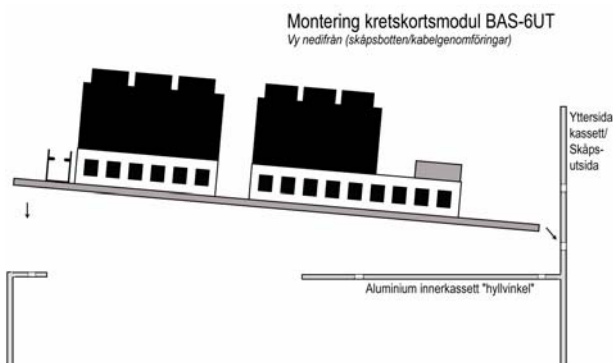 Montering kretskortsmodul BAS-6UT
Vy nedifrån (skåpsbotten/kabelgenomföringar)
Yttersida
kassett/
Skåps-
utsida
Aluminium innerkassett "hyllvinkel"